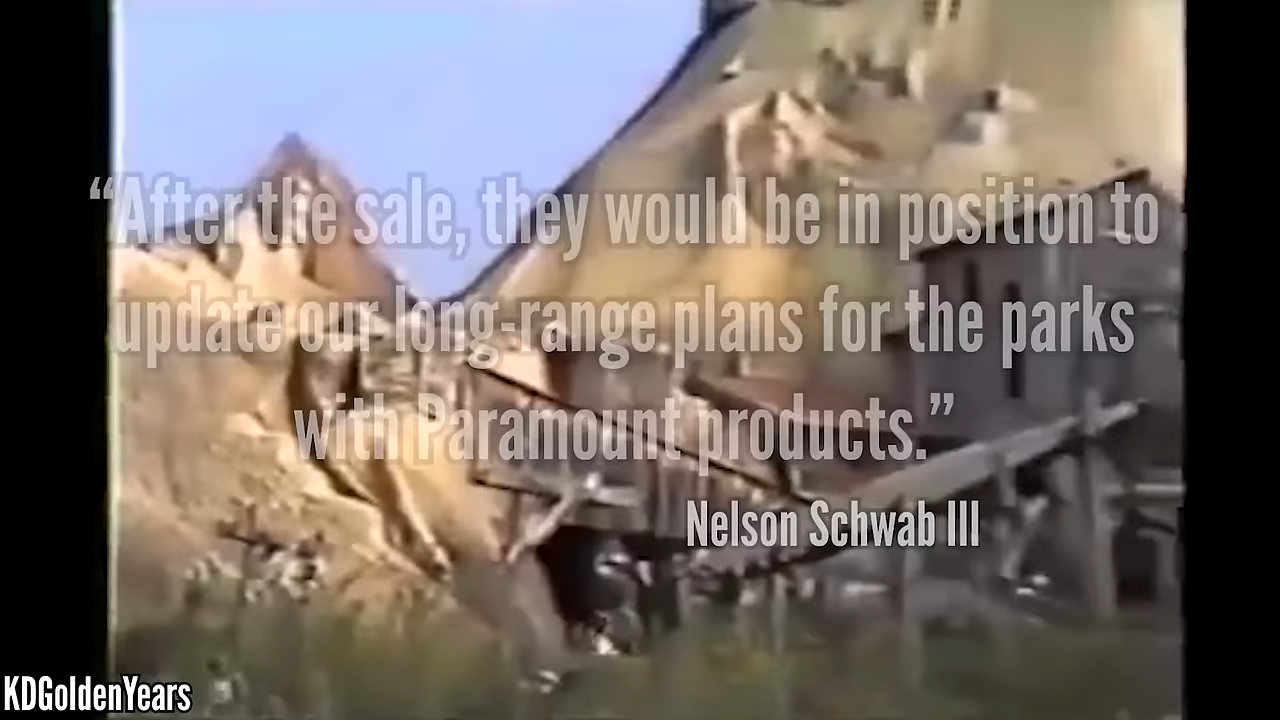 “After the sale, they would be in position to
update our long-range plans for the parks
with Paramount products.”
Nelson Schwab III
KDGoldenYears